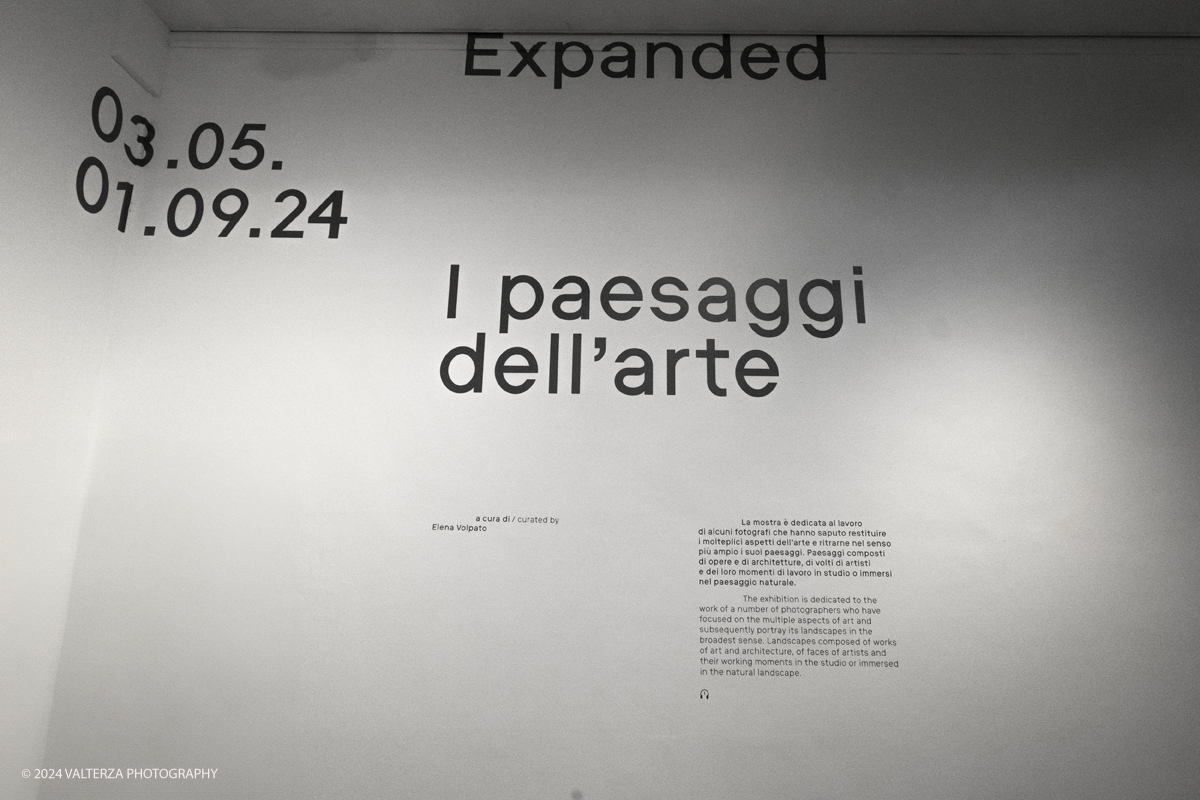 Expanded
03.05.
01.09.24
I paesaggi
dell’arte
a cura di / curated by
Elena Volpato
La mostra è dedicata al lavoro
di alcuni fotografi che hanno saputo restituire
i molteplici aspetti dell’arte e ritrarne nel senso
più ampio i suoi paesaggi. Paesaggi composti
di opere e di architetture, di volti di artisti
e dei loro momenti di lavoro in studio o immersi
nel paesaggio naturale.
The exhibition is dedicated to the
work of a number of photographers who have
focused on the multiple aspects of art and
subsequently portray its landscapes in the
broadest sense. Landscapes composed of works
of art and architecture, of faces of artists and
their working moments in the studio or immersed
in the natural landscape.
© 2024 VALTERZA PHOTOGRAPHY